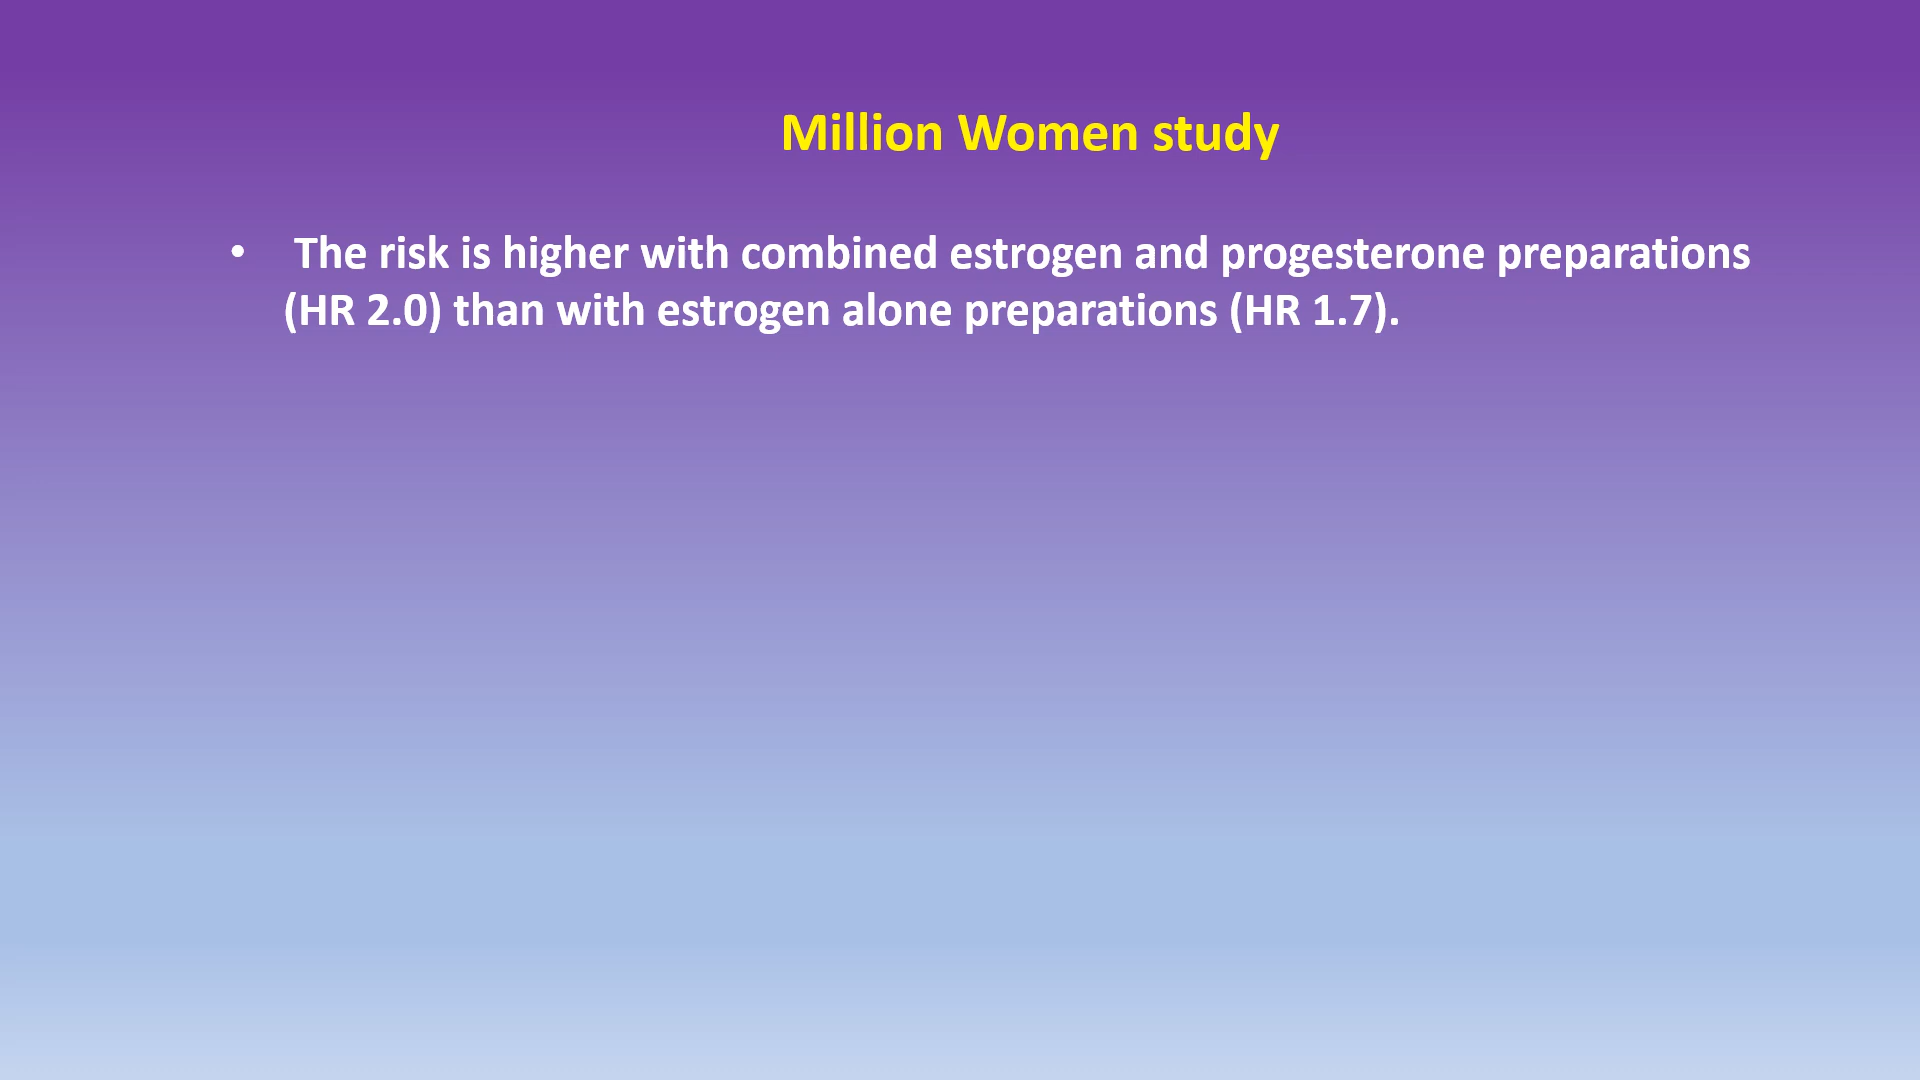 Million Women study
• The risk is higher with combined estrogen and progesterone preparations
(HR 2.0) than with estrogen alone preparations (HR 1.7).